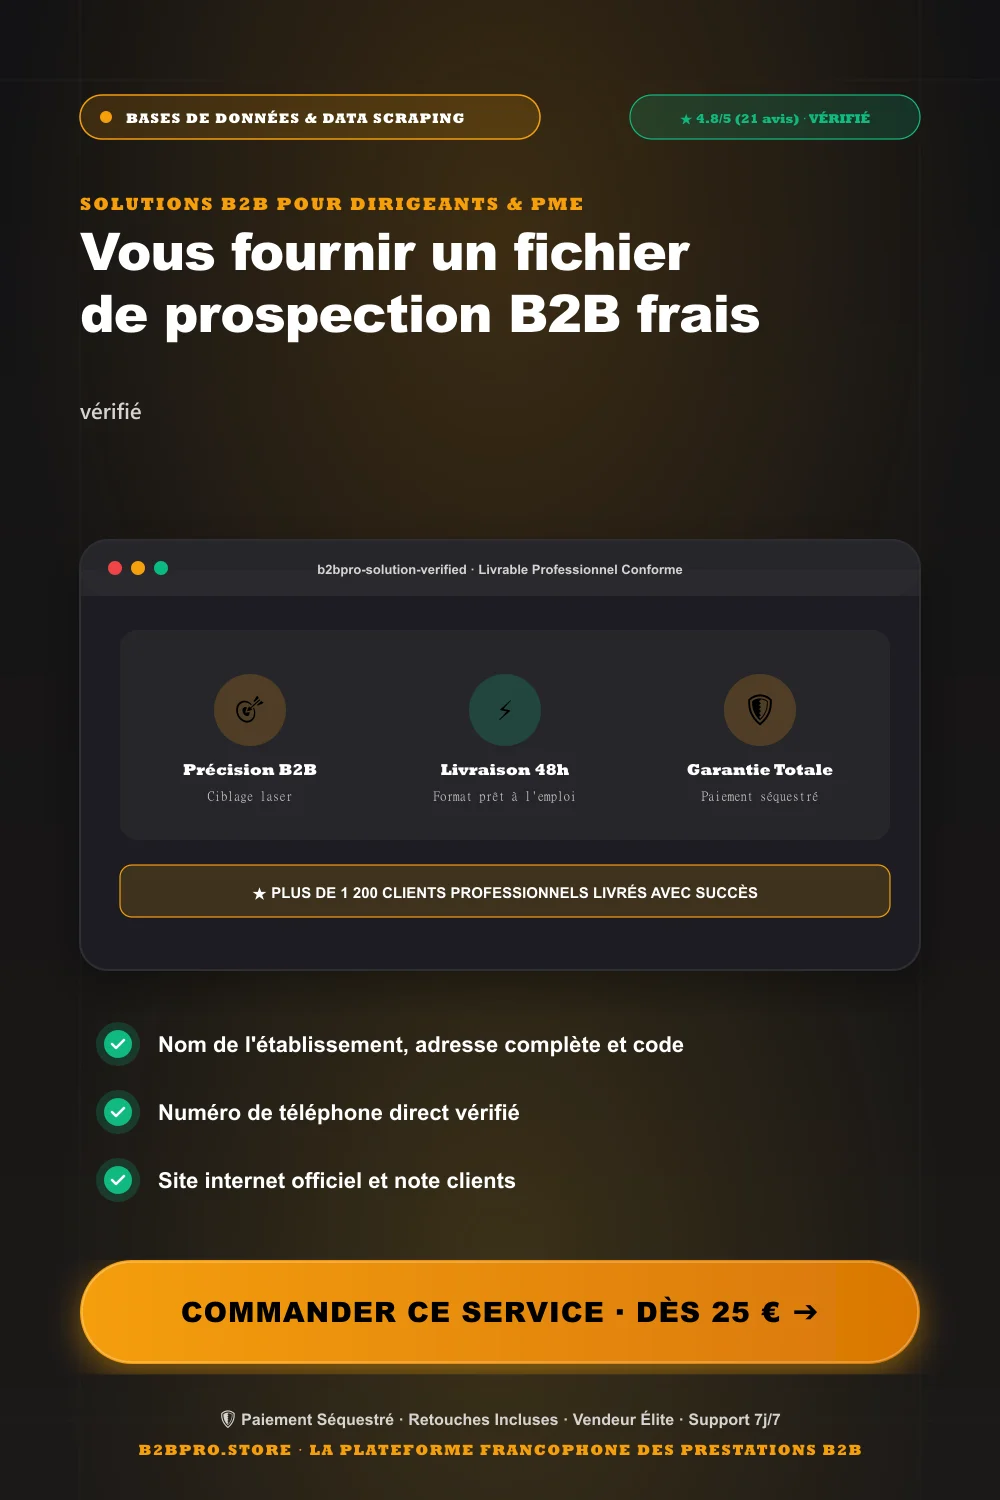 BASES DE DONNÉES & DATA SCRAPING
★ 4.8/5 (21 avis) · VÉRIFIÉ
SOLUTIONS B2B POUR DIRIGEANTS & PME
Vous fournir un fichier
de prospection B2B frais
vérifié
b2bpro-solution-verified · Livrable Professionnel Conforme
Précision B2B
Ciblage laser
Livraison 48h
Format prêt à l'emploi
Garantie Totale
Paiement séquestré
★ PLUS DE 1 200 CLIENTS PROFESSIONNELS LIVRÉS AVEC SUCCÈS
Nom de l'établissement, adresse complète et code
Numéro de téléphone direct vérifié
Site internet officiel et note clients
COMMANDER CE SERVICE · DÈS 25 € ➔
🛡 Paiement Séquestré · Retouches Incluses · Vendeur Élite · Support 7j/7
B2BPRO.STORE · LA PLATEFORME FRANCOPHONE DES PRESTATIONS B2B